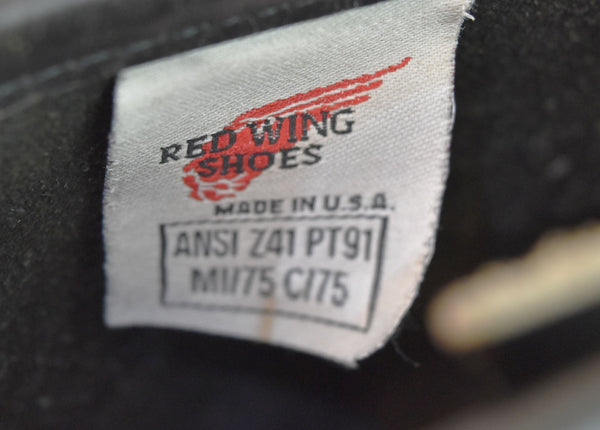 RED WING
SHOES
MADE IN U.S.A.
ANSI Z41 PT91
MI/75 C/75